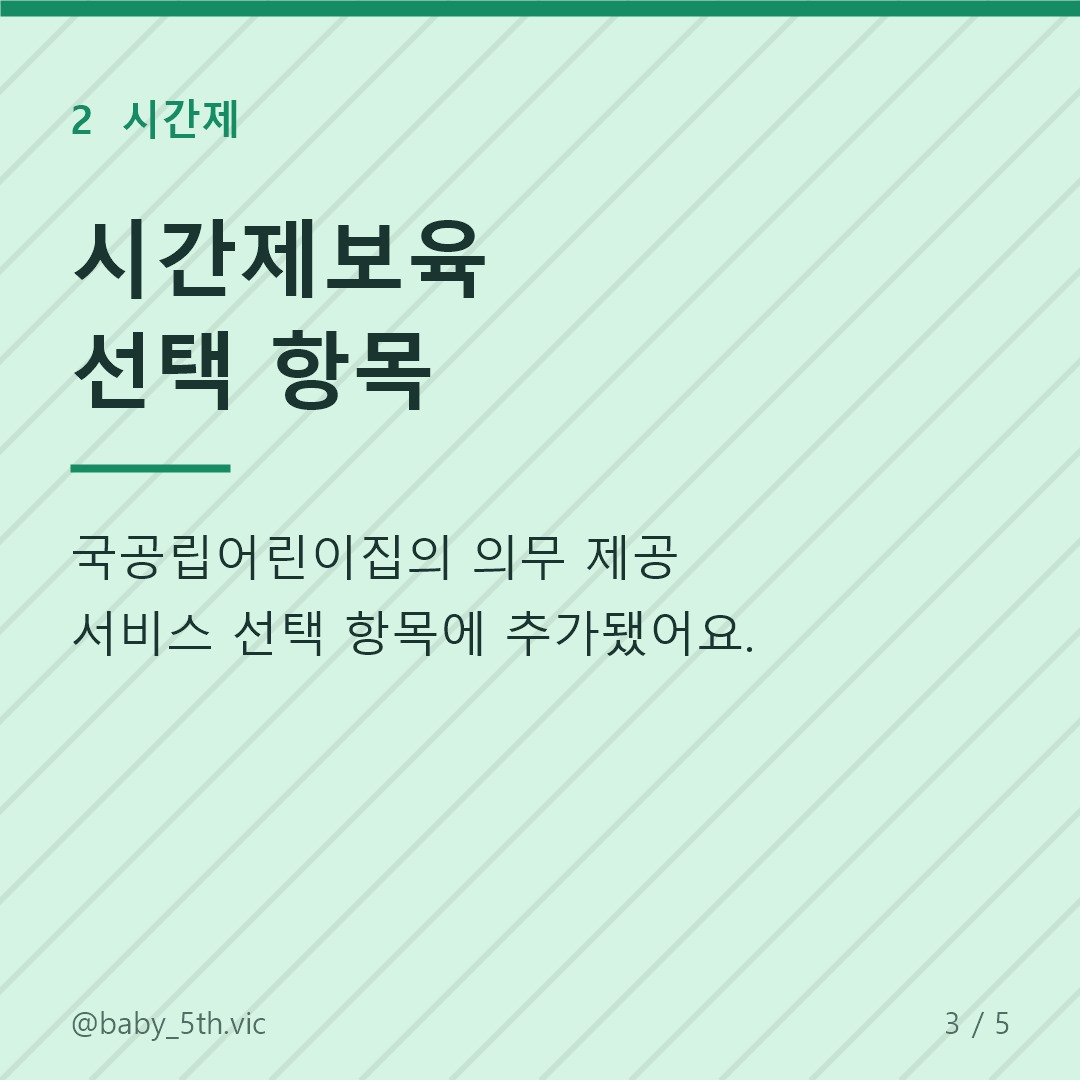 2 시간제
시간제보육
선택 항목
국공립어린이집의 의무 제공
서비스 선택 항목에 추가됐어요.
@baby_5th.vic
3 / 5